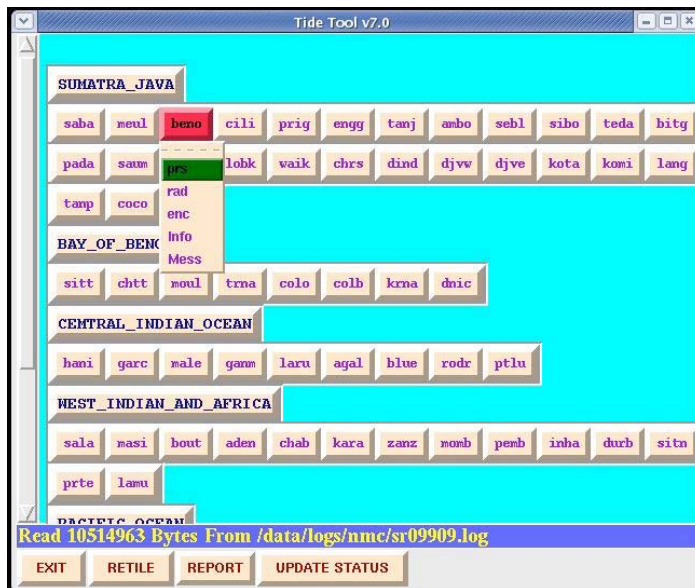 Tide Tool v7.0
SUMATRA_JAVA
saba meul beno cili prig engg tanj ambo sebl sibo teda bitg
pada saum lobk waik chrs dind djvw djve kota komi lang
tanp coco
prs
rad
enc
Info
Mess
BAY_OF_BENG
sitt chtt moul trna colo colb krna dnic
CEMTRAL_INDIAN_OCEAN
hani garc male ganm laru agal blue rodr ptlu
WEST_INDIAN_AND_AFRICA
sala masi bout aden chab kara zanz momb pemb inha durb sitn
prte lamu
PACIFIC_OCEAN
Read 10514963 Bytes From /data/logs/nmc/sr09909.log
EXIT RETILE REPORT UPDATE STATUS